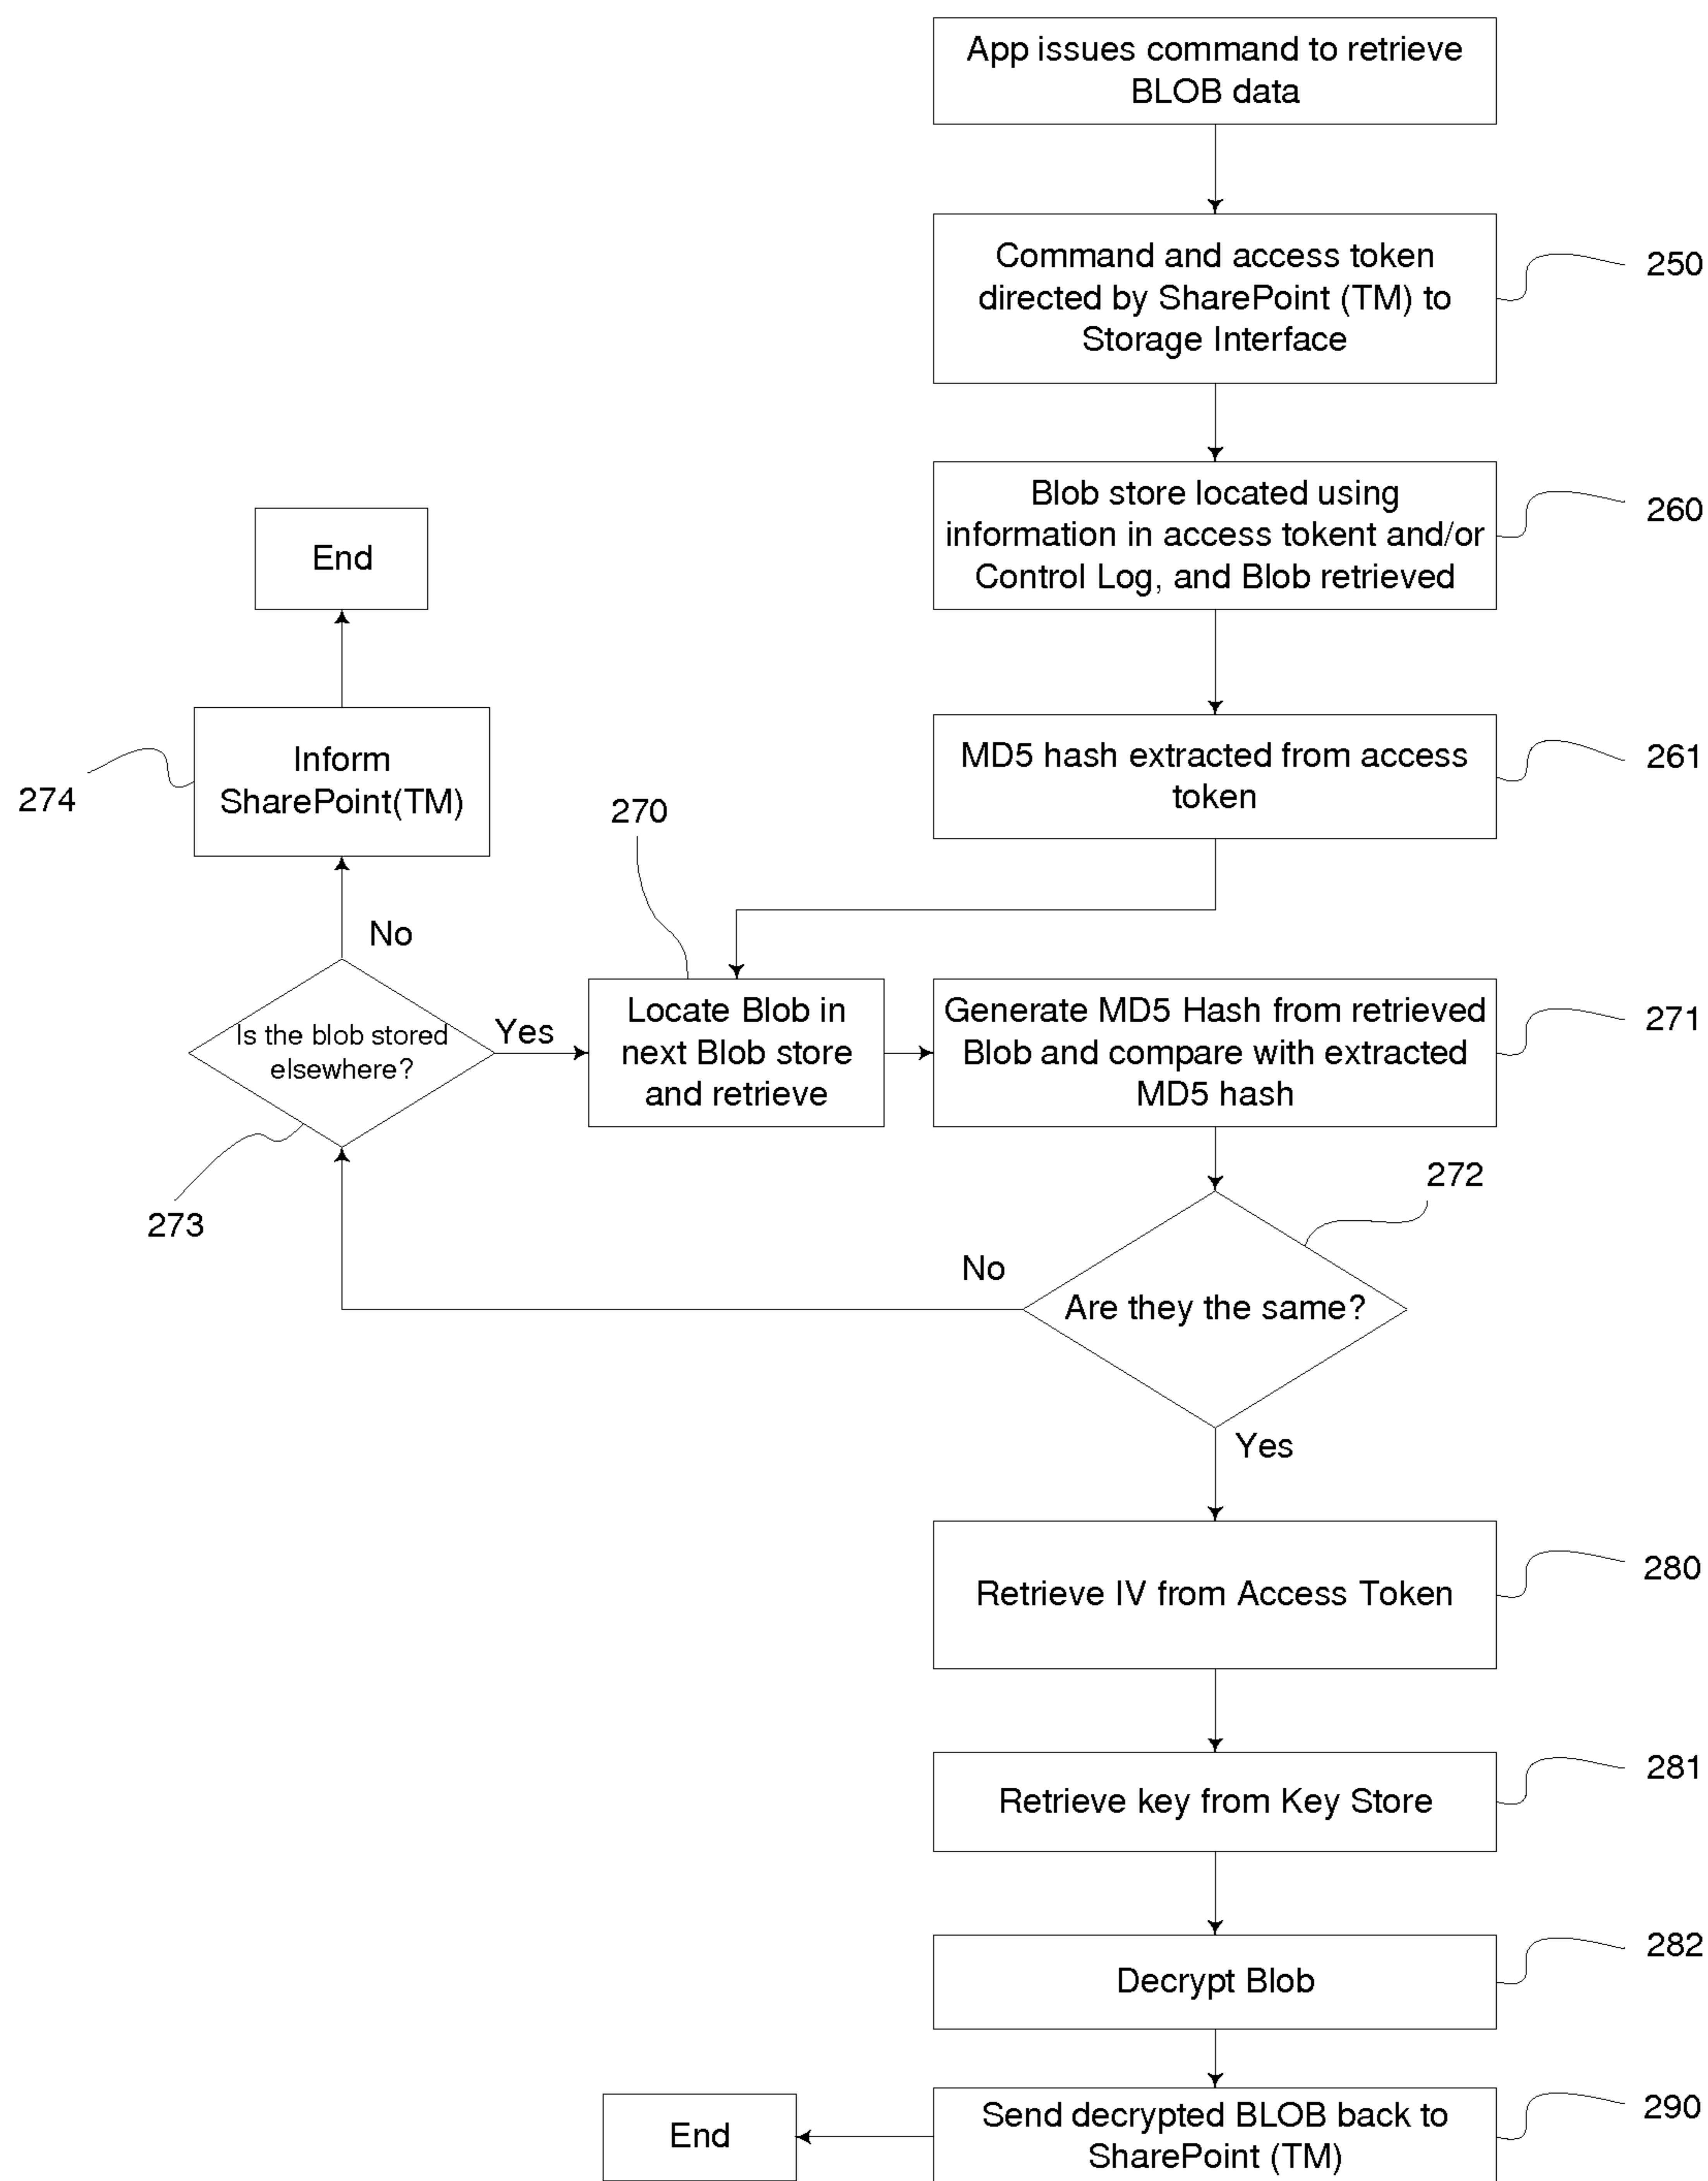 App issues command to retrieve
BLOB data
Command and access token
directed by SharePoint (TM) to
Storage Interface
250
Blob store located using
information in access tokent and/or
Control Log, and Blob retrieved
260
End
MD5 hash extracted from access
token
261
Inform
SharePoint(TM)
274
270
No
Is the blob stored
elsewhere?
Yes
273
Locate Blob in
next Blob store
and retrieve
Generate MD5 Hash from retrieved
Blob and compare with extracted
MD5 hash
271
272
No
Are they the same?
Yes
Retrieve IV from Access Token
280
Retrieve key from Key Store
281
Decrypt Blob
282
Send decrypted BLOB back to
SharePoint (TM)
290
End